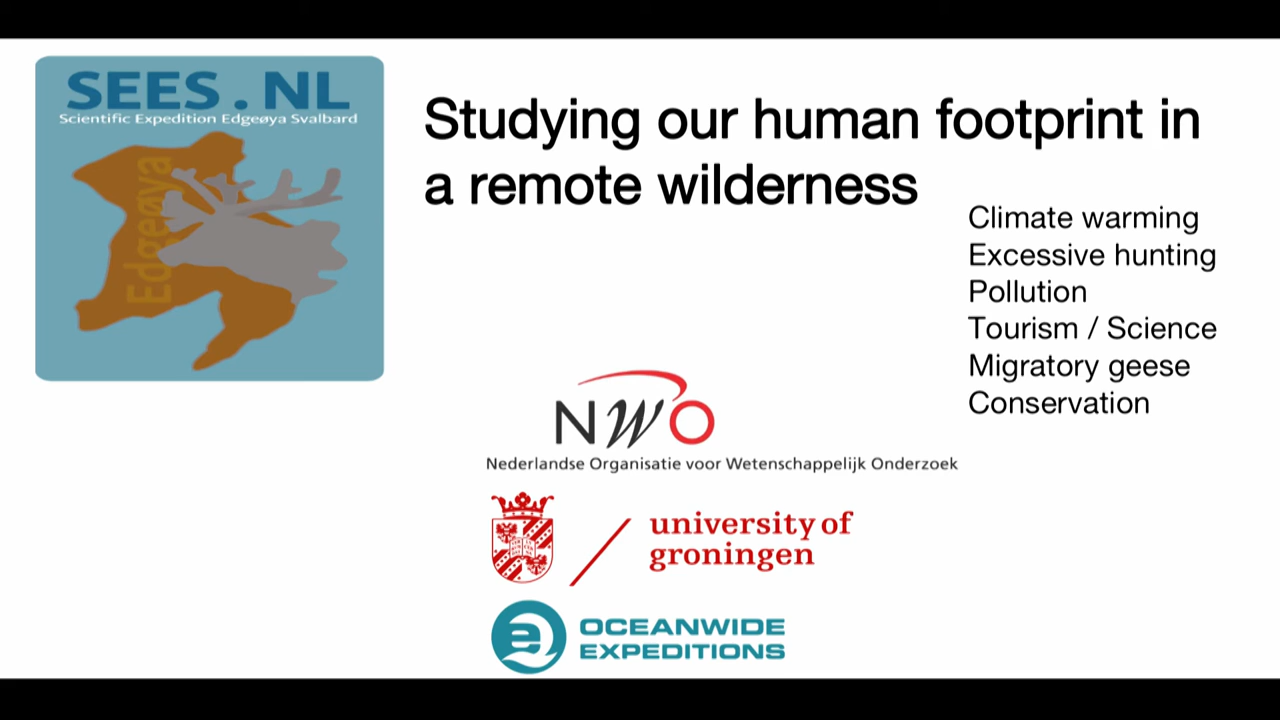 SEES.NL
Scientific Expedition Edgeøya Svalbard
Edgeøya
Studying our human footprint in
a remote wilderness
Climate warming
Excessive hunting
Pollution
Tourism / Science
Migratory geese
Conservation
NWO
Nederlandse Organisatie voor Wetenschappelijk Onderzoek
university of
groningen
OCEANWIDE
EXPEDITIONS